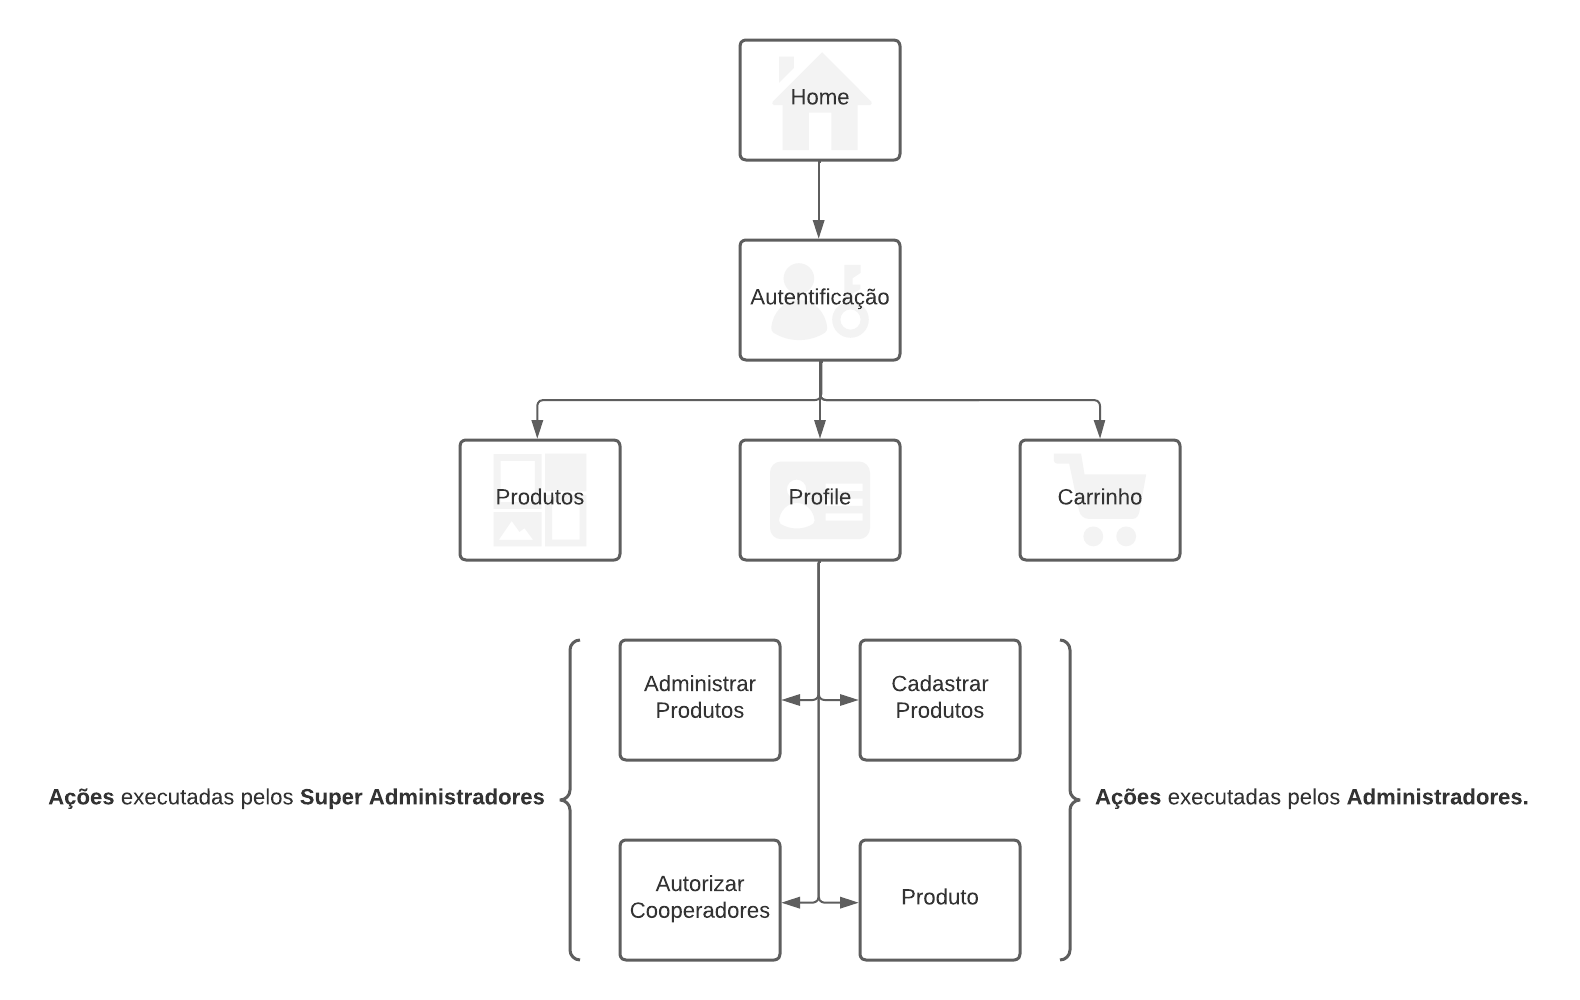 Home
Autentificação
Produtos
Profile
Carrinho
Administrar
Produtos
Cadastrar
Produtos
Ações executadas pelos Super Administradores
Ações executadas pelos Administradores.
Autorizar
Cooperadores
Produto